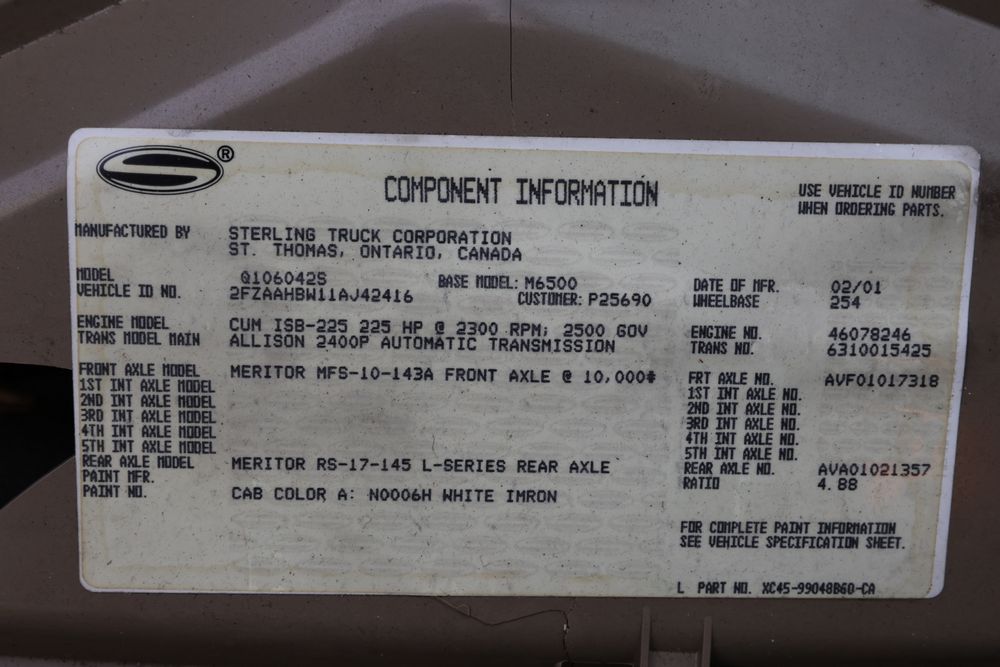 ®
COMPONENT INFORMATION
USE VEHICLE ID NUMBER
WHEN ORDERING PARTS.
MANUFACTURED BY STERLING TRUCK CORPORATION
ST. THOMAS, ONTARIO, CANADA
MODEL Q106042S BASE MODEL: M6500 DATE OF MFR. 02/01
VEHICLE ID NO. 2FZAAHBW11AJ42416 CUSTOMER: P25690 WHEELBASE 254
ENGINE MODEL CUM ISB-225 225 HP @ 2300 RPM; 2500 GOV ENGINE NO. 46078246
TRANS MODEL MAIN ALLISON 2400P AUTOMATIC TRANSMISSION TRANS NO. 6310015425
FRONT AXLE MODEL MERITOR MFS-10-143A FRONT AXLE @ 10,000# FRT AXLE NO. AVF01017318
1ST INT AXLE MODEL 1ST INT AXLE NO.
2ND INT AXLE MODEL 2ND INT AXLE NO.
3RD INT AXLE MODEL 3RD INT AXLE NO.
4TH INT AXLE MODEL 4TH INT AXLE NO.
5TH INT AXLE MODEL 5TH INT AXLE NO.
REAR AXLE MODEL MERITOR RS-17-145 L-SERIES REAR AXLE REAR AXLE NO. AVA01021357
PAINT MFR. RATIO 4.88
PAINT NO. CAB COLOR A: N0006H WHITE IMRON
FOR COMPLETE PAINT INFORMATION
SEE VEHICLE SPECIFICATION SHEET.
L PART NO. XC45-99048B60-CA